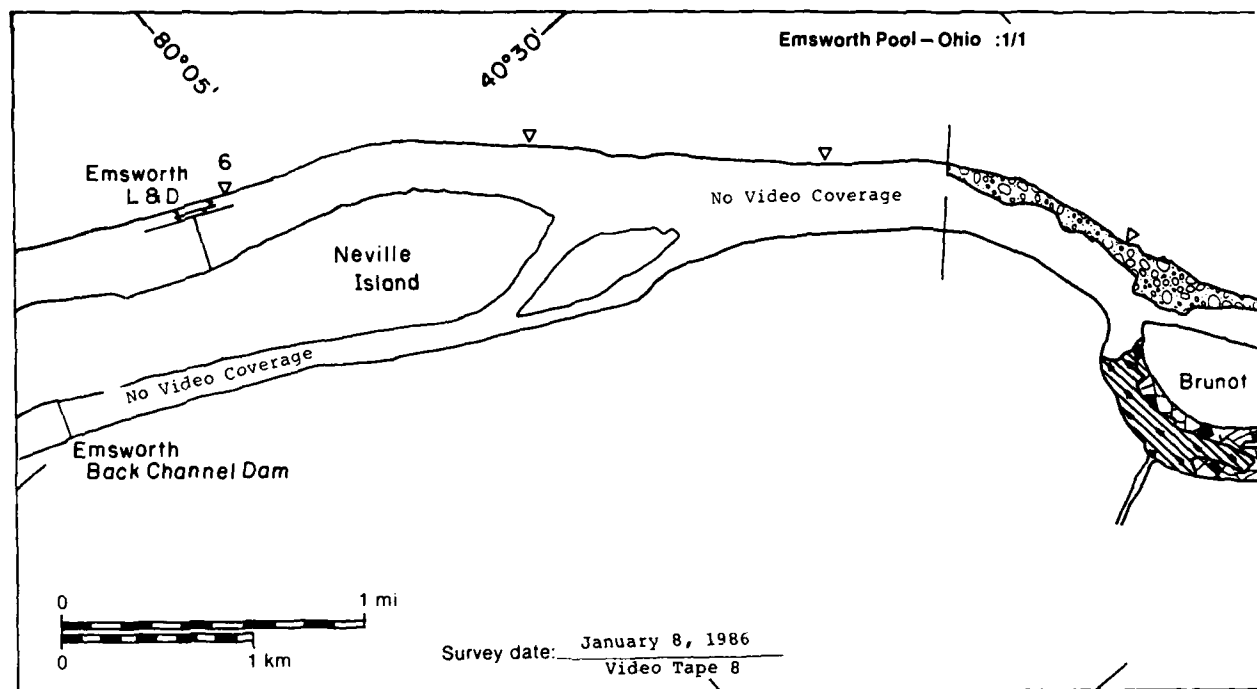 Emsworth Pool – Ohio :1/1
80°05'
40°30'
Emsworth
L & D
6
No Video Coverage
Neville
Island
Brunot
No Video Coverage
Emsworth
Back Channel Dam
0 1 mi
0 1 km
Survey date: January 8, 1986
Video Tape 8